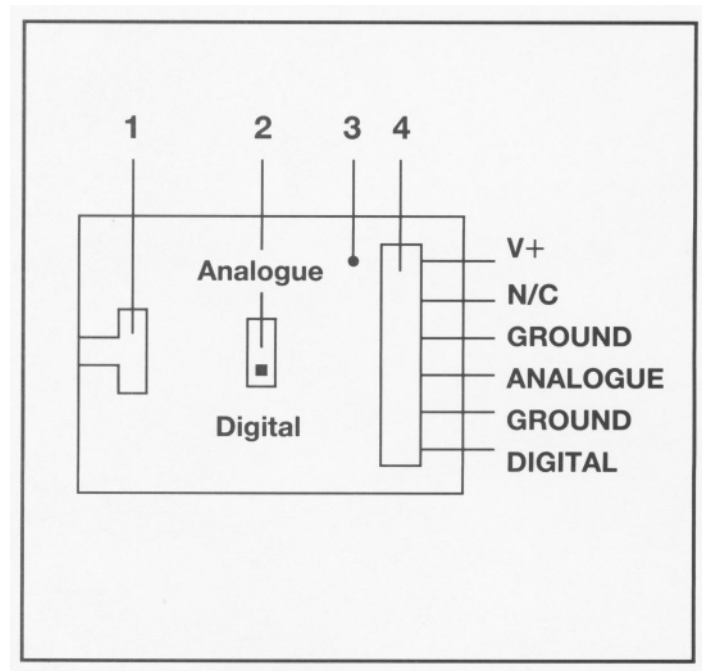 1 2 3 4
Analogue
Digital
V+
N/C
GROUND
ANALOGUE
GROUND
DIGITAL